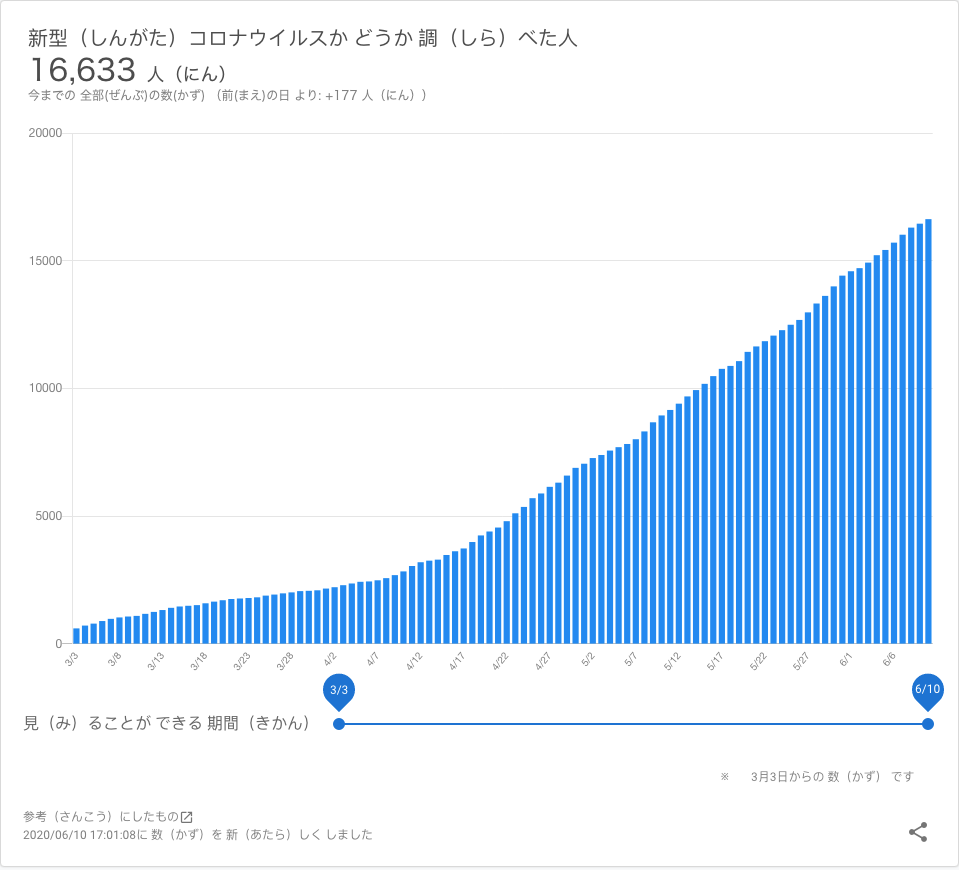 新型（しんがた）コロナウイルスか どうか 調（しら）べた人
16,633 人（にん）
今までの 全部(ぜんぶ)の数(かず) （前(まえ)の日 より: +177 人（にん））
20000
15000
10000
5000
0
3/3 3/8 3/13 3/18 3/23 3/28 4/2 4/7 4/12 4/17 4/22 4/27 5/2 5/7 5/12 5/17 5/22 5/27 6/1 6/6
3/3 6/10
見（み）ることが できる 期間（きかん）
※ 3月3日からの 数（かず） です
参考（さんこう）にしたもの
2020/06/10 17:01:08に 数（かず）を 新（あたら）しく しました